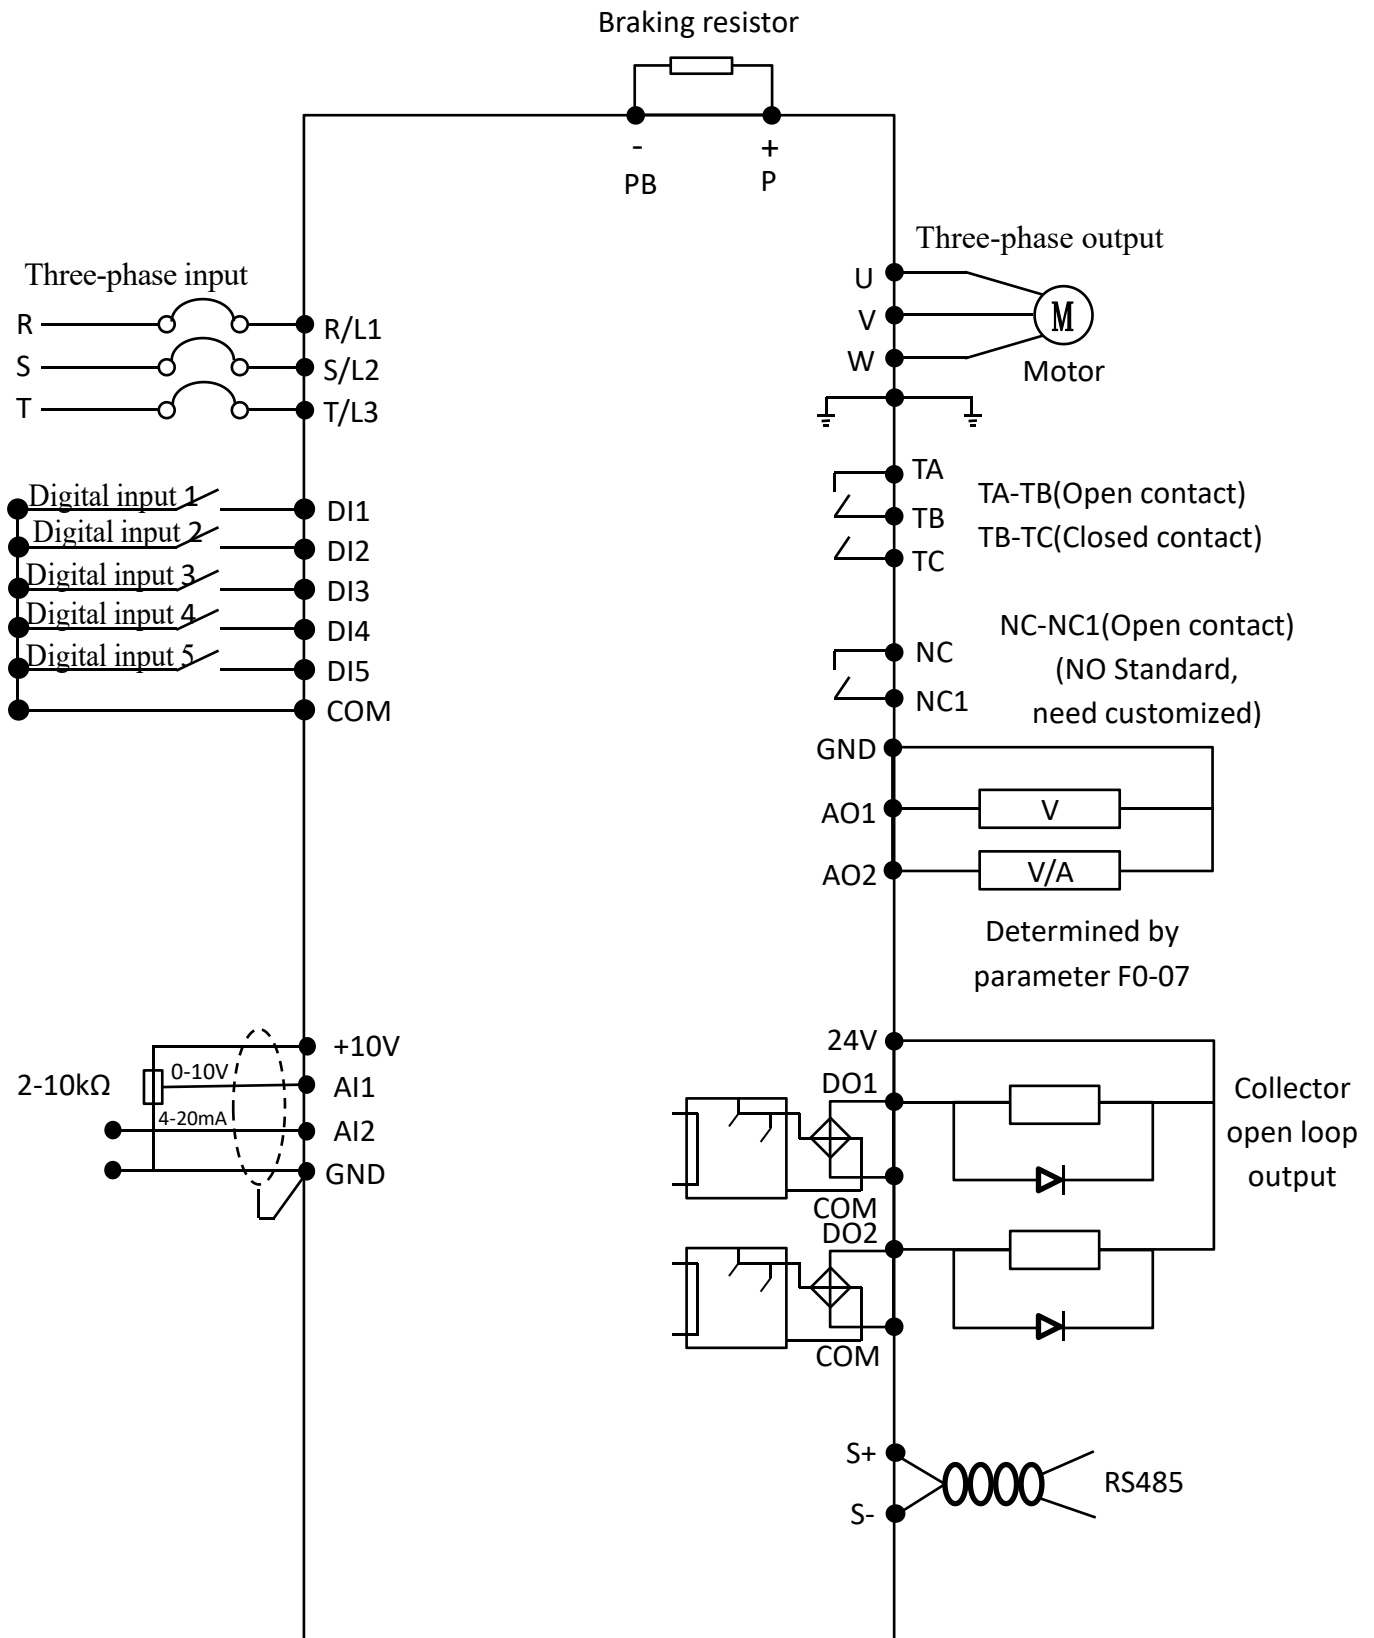 Braking resistor
- +
PB P
Three-phase input
R R/L1
S S/L2
T T/L3
Three-phase output
U
V
W
M
Motor
Digital input 1 DI1
Digital input 2 DI2
Digital input 3 DI3
Digital input 4 DI4
Digital input 5 DI5
COM
TA
TB
TC
TA-TB(Open contact)
TB-TC(Closed contact)
NC
NC1
NC-NC1(Open contact)
(NO Standard,
need customized)
GND
AO1 V
AO2 V/A
Determined by
parameter F0-07
+10V
2-10kΩ 0-10V AI1
4-20mA AI2
GND
24V
DO1
COM
DO2
COM
Collector
open loop
output
S+
S-
RS485